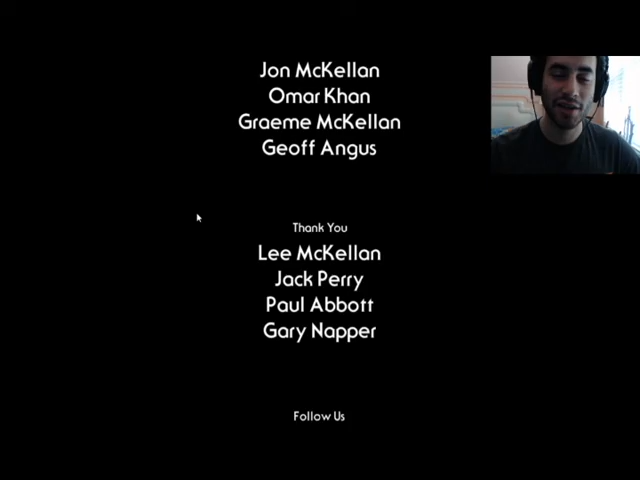 Jon McKellan
Omar Khan
Graeme McKellan
Geoff Angus
Thank You
Lee McKellan
Jack Perry
Paul Abbott
Gary Napper
Follow Us